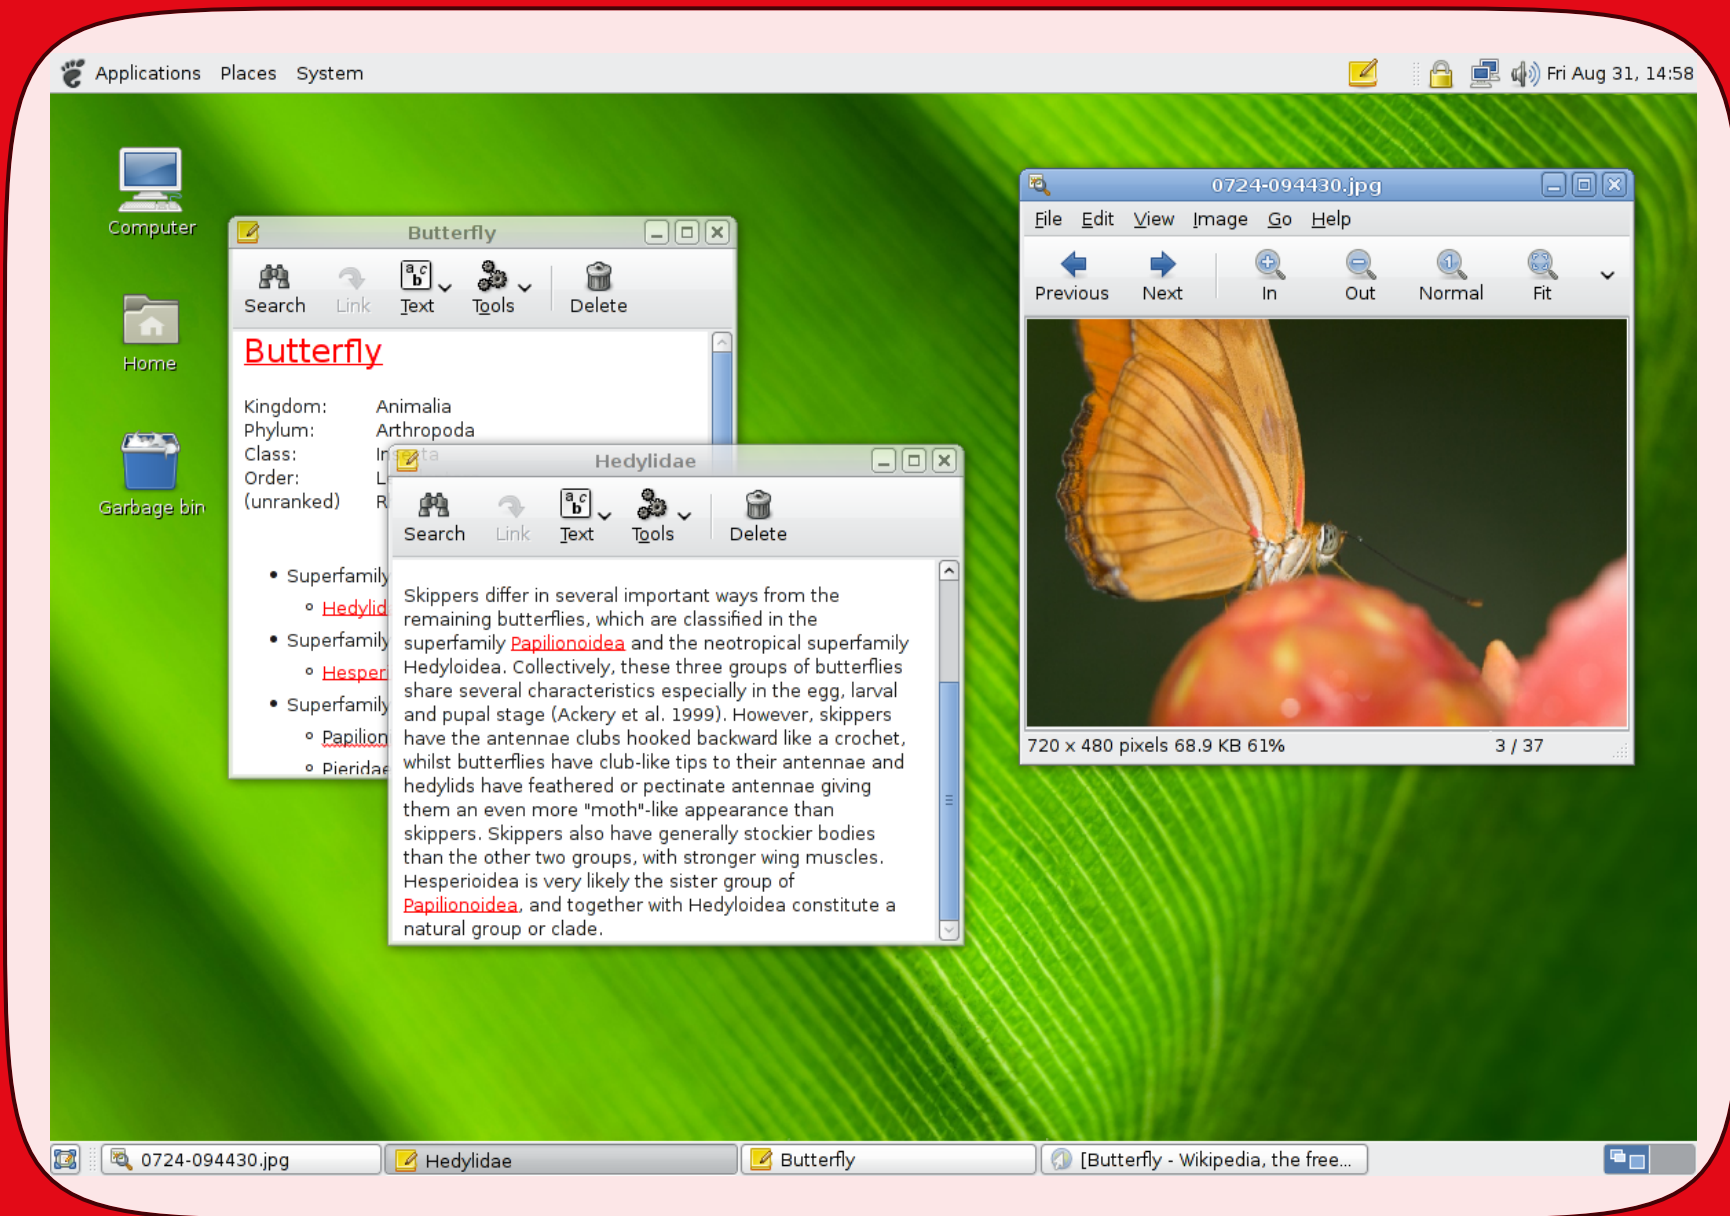 Applications Places System
Fri Aug 31, 14:58
Computer
Home
Garbage bin
Butterfly
Search Link Text Tools Delete
Butterfly
Kingdom: Animalia
Phylum: Arthropoda
Class:
Order:
(unranked)
Superfamily
Hedylid
Superfamily
Hesperi
Superfamily
Papilion
Pieridae
Hedylidae
Search Link Text Tools Delete
Skippers differ in several important ways from the
remaining butterflies, which are classified in the
superfamily Papilionoidea and the neotropical superfamily
Hedyloidea. Collectively, these three groups of butterflies
share several characteristics especially in the egg, larval
and pupal stage (Ackery et al. 1999). However, skippers
have the antennae clubs hooked backward like a crochet,
whilst butterflies have club-like tips to their antennae and
hedylids have feathered or pectinate antennae giving
them an even more "moth"-like appearance than
skippers. Skippers also have generally stockier bodies
than the other two groups, with stronger wing muscles.
Hesperioidea is very likely the sister group of
Papilionoidea, and together with Hedyloidea constitute a
natural group or clade.
0724-094430.jpg
File Edit View Image Go Help
Previous Next In Out Normal Fit
720 x 480 pixels 68.9 KB 61% 3 / 37
0724-094430.jpg Hedylidae Butterfly [Butterfly - Wikipedia, the free...